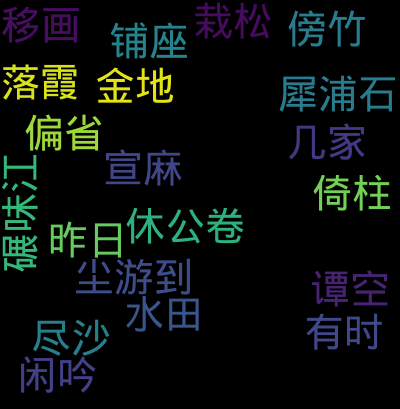 移画
铺座
栽松
傍竹
落霞
金地
犀浦石
偏省
几家
宣麻
倚柱
碾味江
昨日
休公卷
尘游到
谭空
水田
有时
尽沙
闲吟